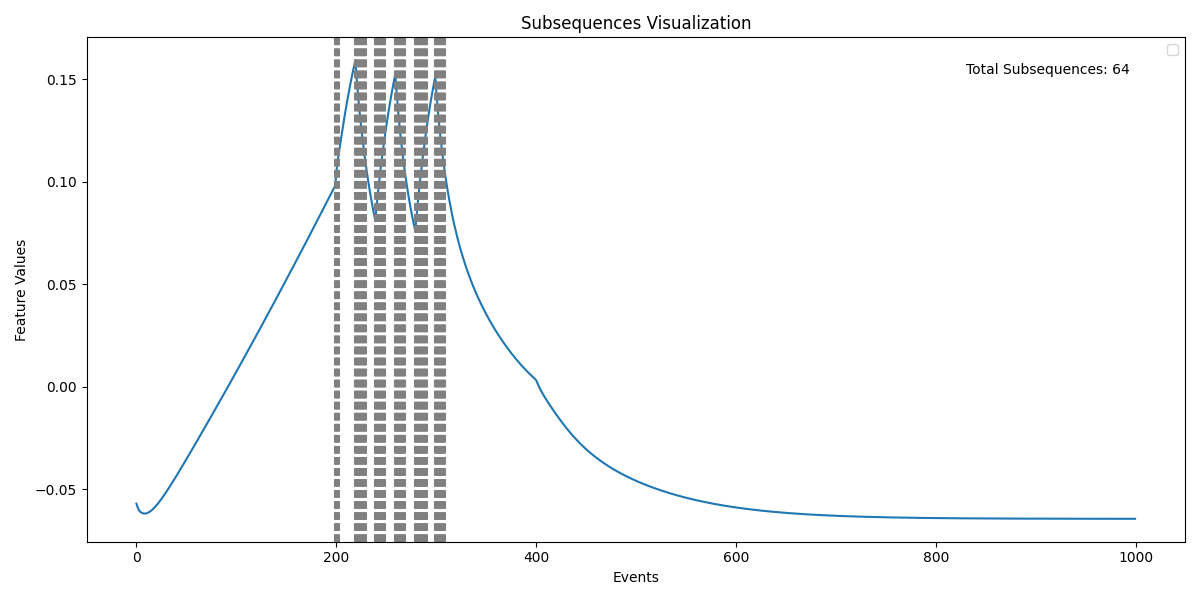 Subsequences Visualization
Total Subsequences: 64
Feature Values
0.15
0.10
0.05
0.00
−0.05
0
200
400
600
800
1000
Events